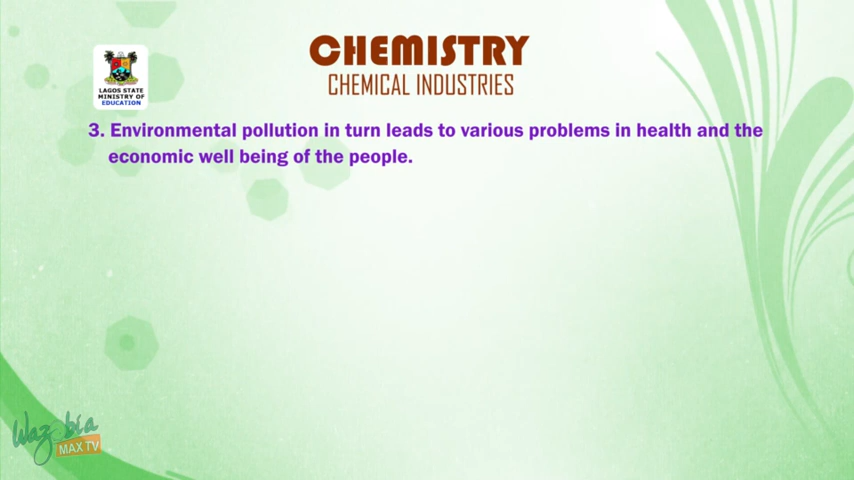 CHEMISTRY
CHEMICAL INDUSTRIES
LAGOS STATE
MINISTRY OF
EDUCATION
3. Environmental pollution in turn leads to various problems in health and the
economic well being of the people.
Wazobia
MAX TV